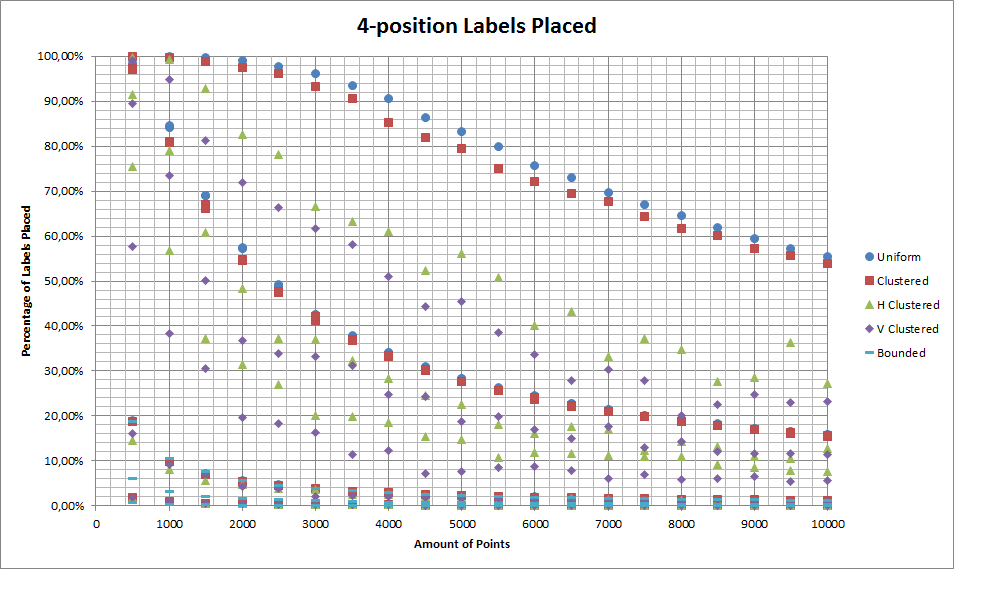 4-position Labels Placed
100,00%
90,00%
80,00%
70,00%
60,00%
50,00%
40,00%
30,00%
20,00%
10,00%
0,00%
Percentage of Labels Placed
0 1000 2000 3000 4000 5000 6000 7000 8000 9000 10000
Amount of Points
Uniform
Clustered
H Clustered
V Clustered
Bounded